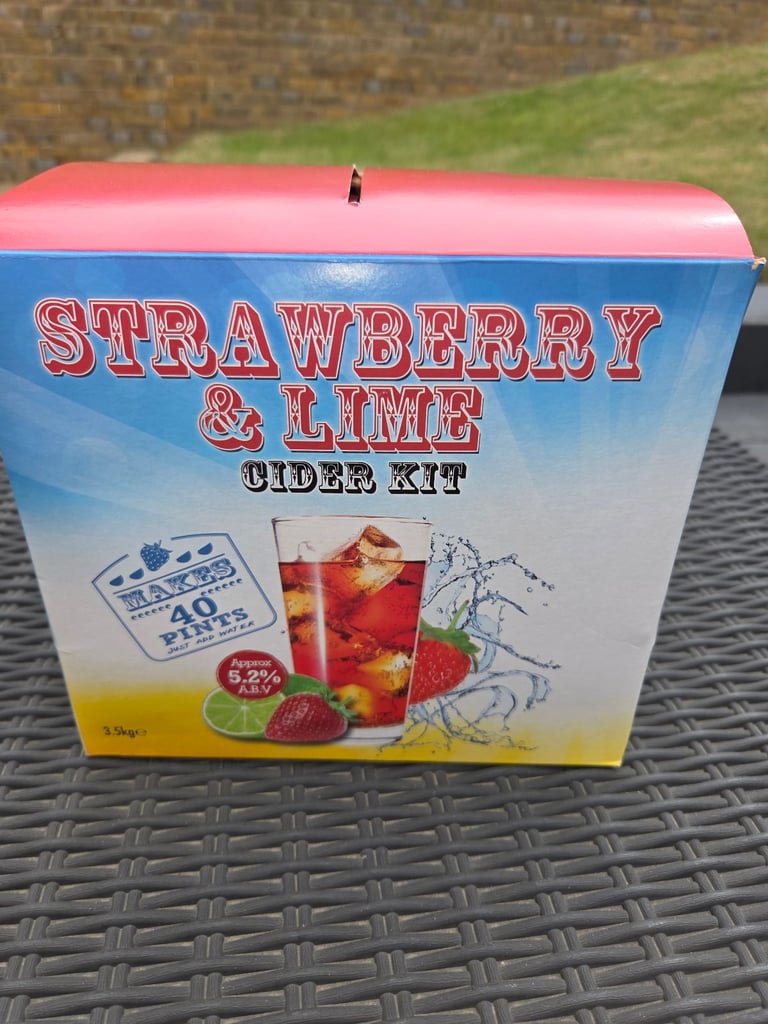 STRAWBERRY
& LIME
CIDER KIT
MAKES
40
PINTS
JUST ADD WATER
Approx
5.2%
A.B.V
3.5kg℮